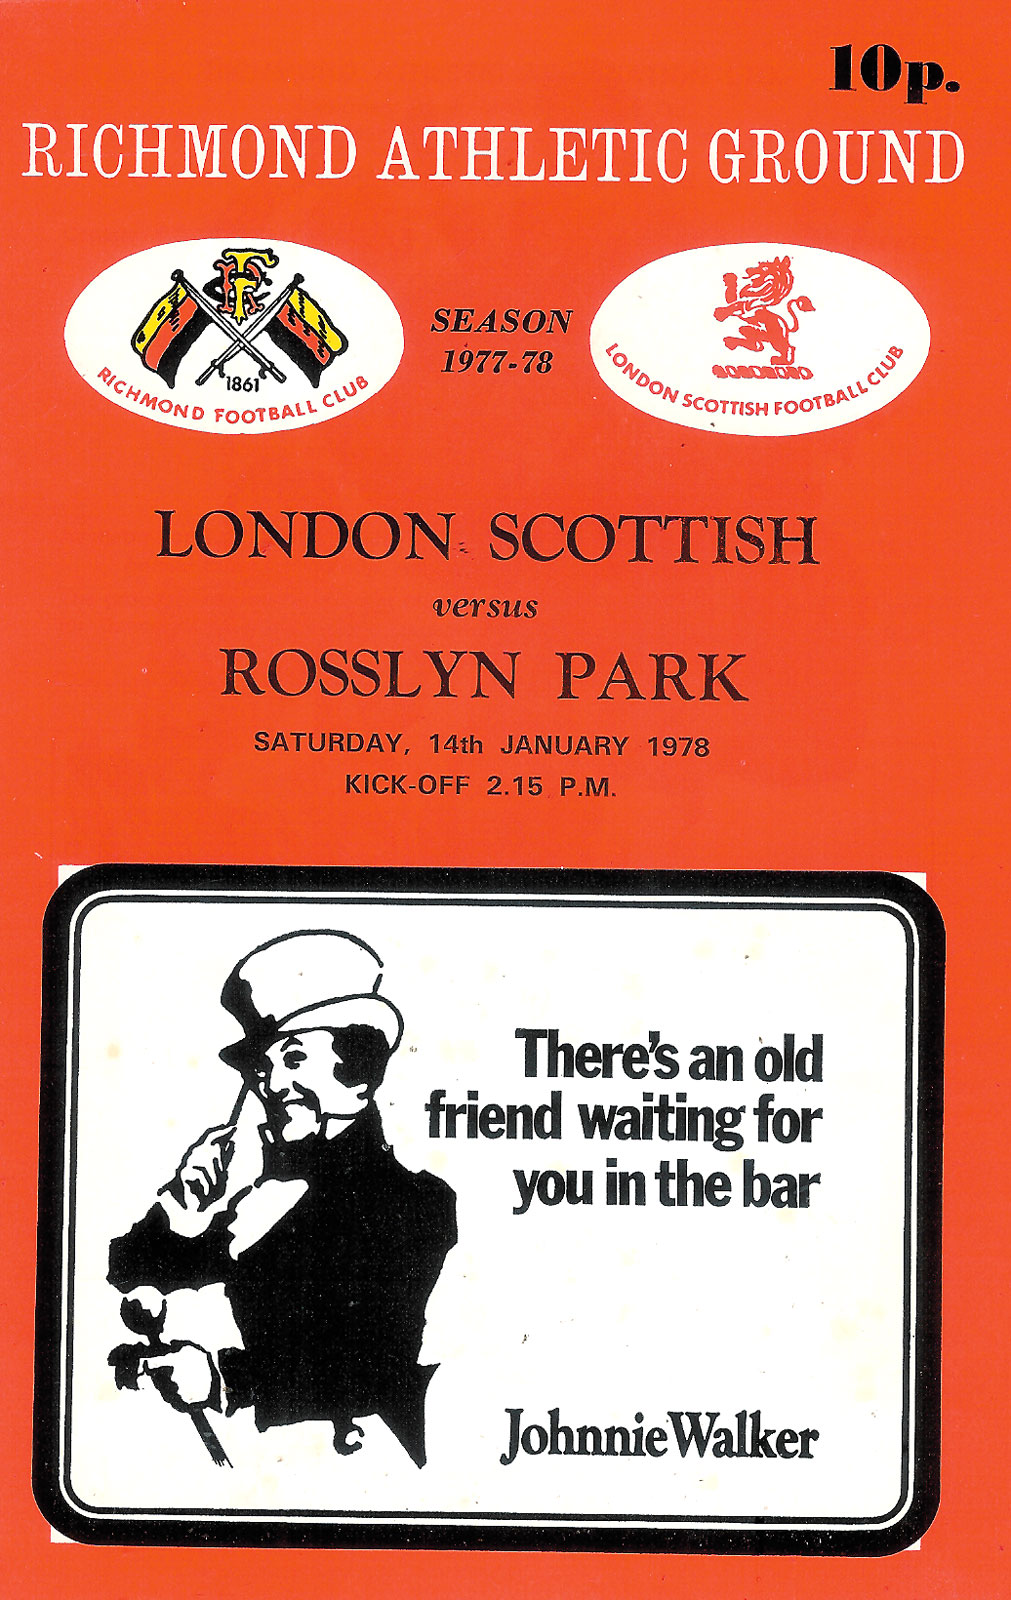 10p.
RICHMOND ATHLETIC GROUND
FRC
1861
RICHMOND FOOTBALL CLUB
SEASON
1977-78
LONDON SCOTTISH FOOTBALL CLUB
LONDON SCOTTISH
versus
ROSSLYN PARK
SATURDAY, 14th JANUARY 1978
KICK-OFF 2.15 P.M.
There's an old
friend waiting for
you in the bar
Johnnie Walker